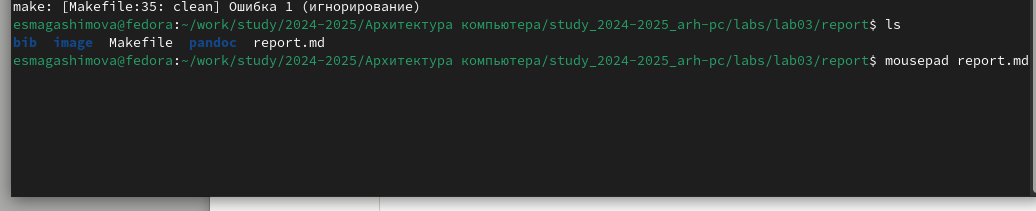 make: [Makefile:35: clean] Ошибка 1 (игнорирование)
esmagashimova@fedora:~/work/study/2024-2025/Архитектура компьютера/study_2024-2025_arh-pc/labs/lab03/report$ ls
bib  image  Makefile  pandoc  report.md
esmagashimova@fedora:~/work/study/2024-2025/Архитектура компьютера/study_2024-2025_arh-pc/labs/lab03/report$ mousepad report.md